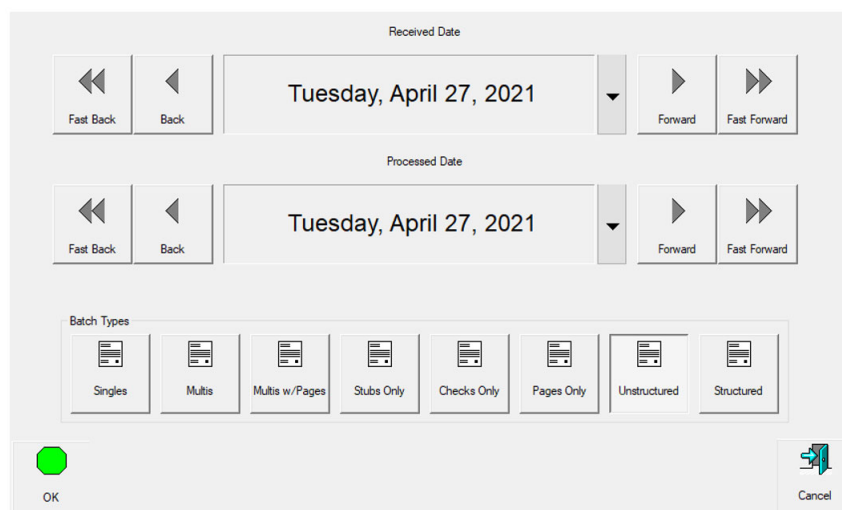 Received Date
Fast Back Back Tuesday, April 27, 2021 Forward Fast Forward
Processed Date
Fast Back Back Tuesday, April 27, 2021 Forward Fast Forward
Batch Types
Singles Multis Multis w/Pages Stubs Only Checks Only Pages Only Unstructured Structured
OK Cancel